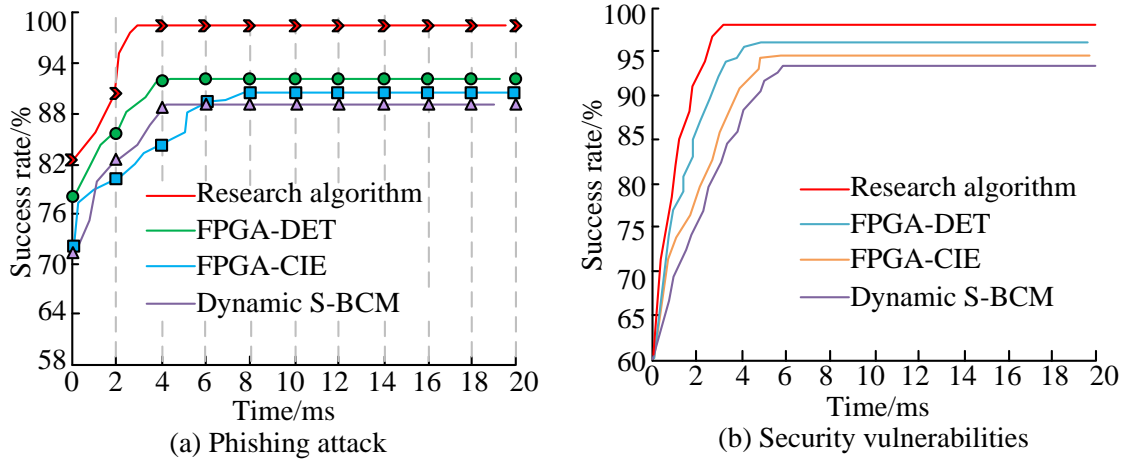 Success rate/%
100
94
88
82
76
70
64
58
Research algorithm
FPGA-DET
FPGA-CIE
Dynamic S-BCM
0 2 4 6 8 10 12 14 16 18 20
Time/ms
(a) Phishing attack
Success rate/%
100
95
90
85
80
75
70
65
60
Research algorithm
FPGA-DET
FPGA-CIE
Dynamic S-BCM
0 2 4 6 8 10 12 14 16 18 20
Time/ms
(b) Security vulnerabilities